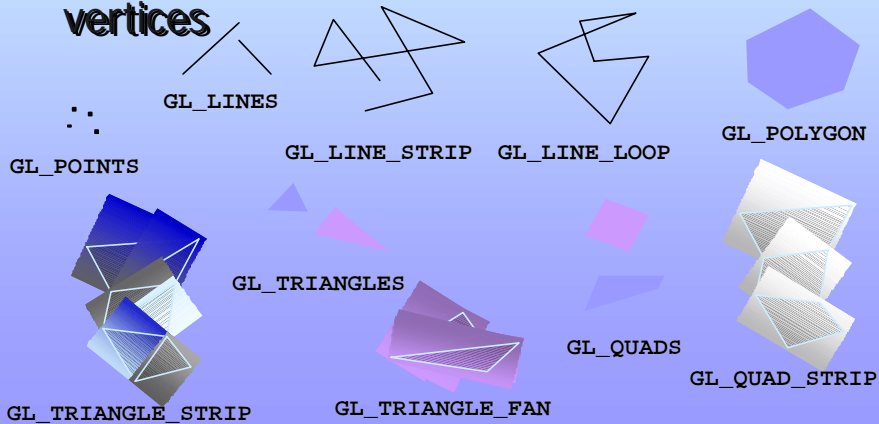 vertices
GL_LINES
GL_POLYGON
GL_LINE_STRIP
GL_LINE_LOOP
GL_POINTS
GL_TRIANGLES
GL_QUADS
GL_QUAD_STRIP
GL_TRIANGLE_STRIP
GL_TRIANGLE_FAN